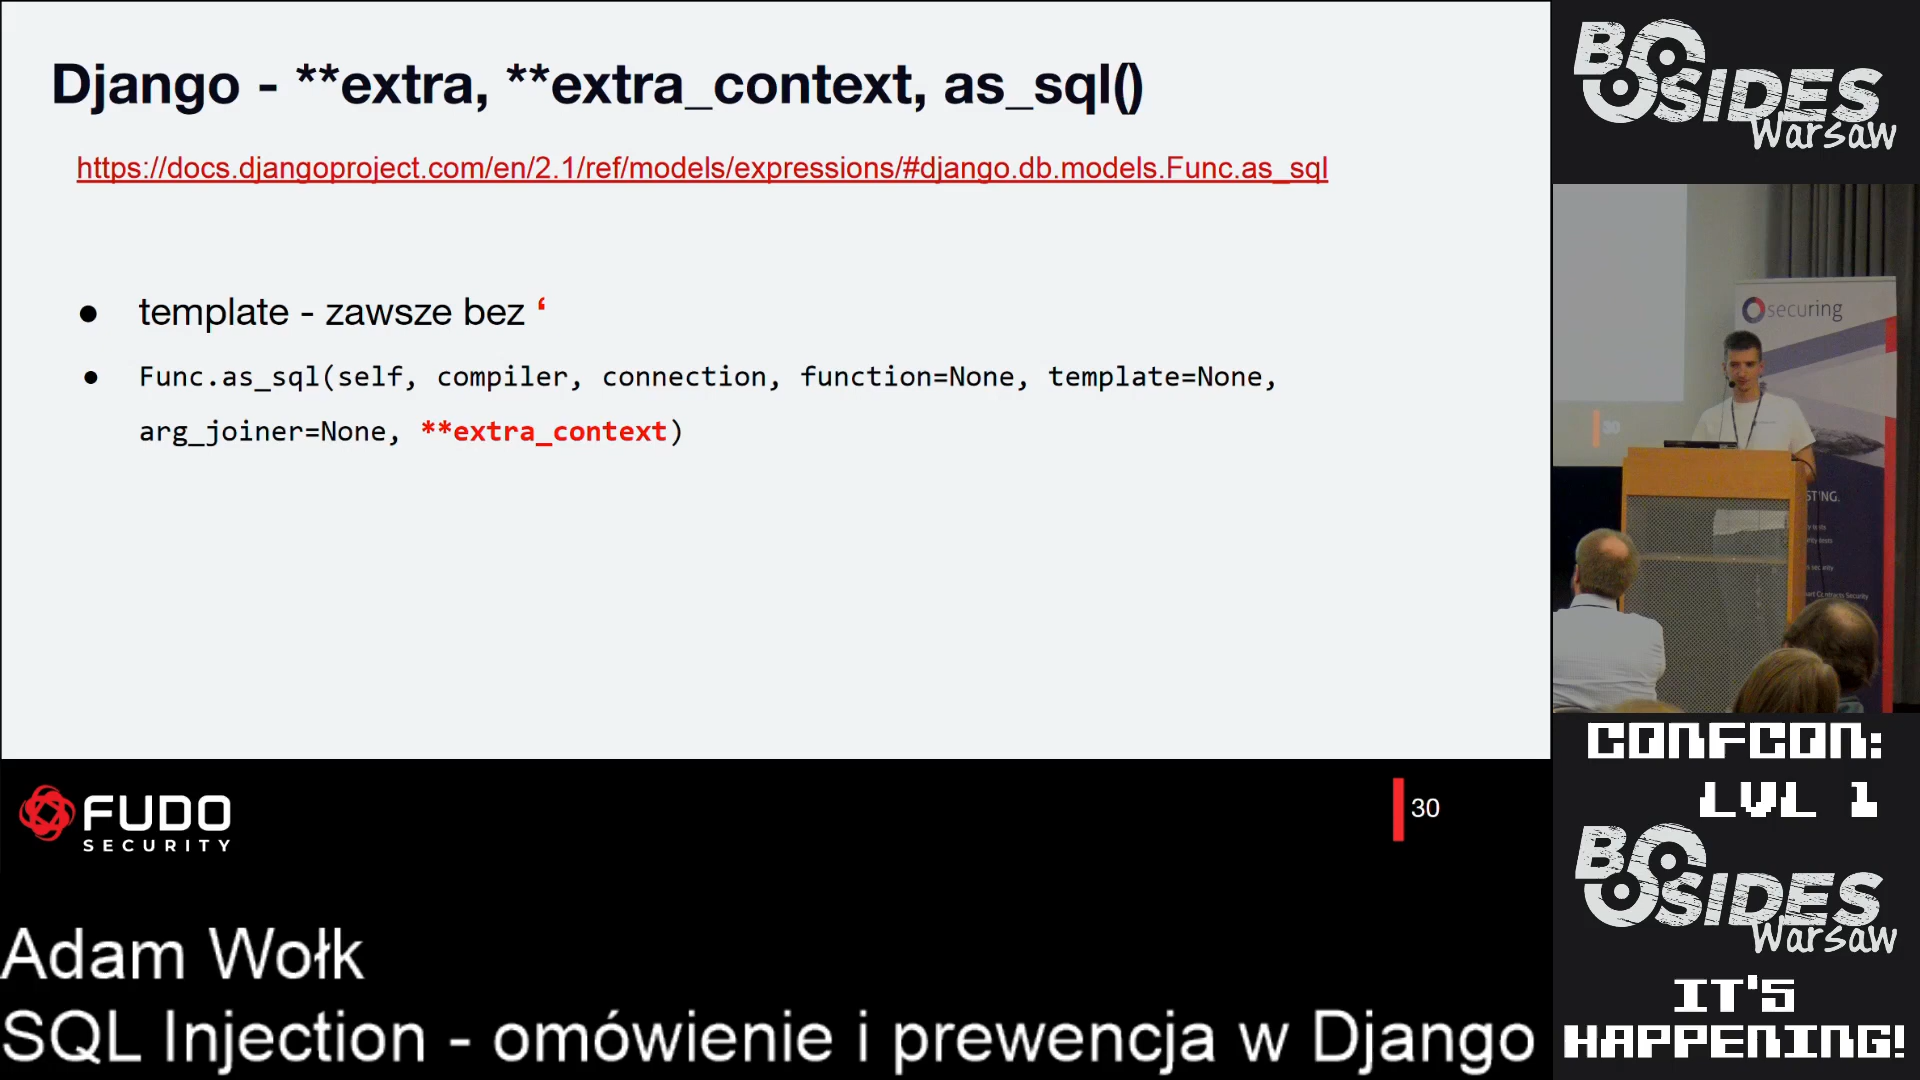 Django - **extra, **extra_context, as_sql()
https://docs.djangoproject.com/en/2.1/ref/models/expressions/#django.db.models.Func.as_sql
● template - zawsze bez ‘
● Func.as_sql(self, compiler, connection, function=None, template=None,
arg_joiner=None, **extra_context)
FUDO
SECURITY
30
Adam Wołk
SQL Injection - omówienie i prewencja w Django
BSIDES
Warsaw
securing
30
CONFCON:
LVL 1
BSIDES
Warsaw
IT'S
HAPPENING!